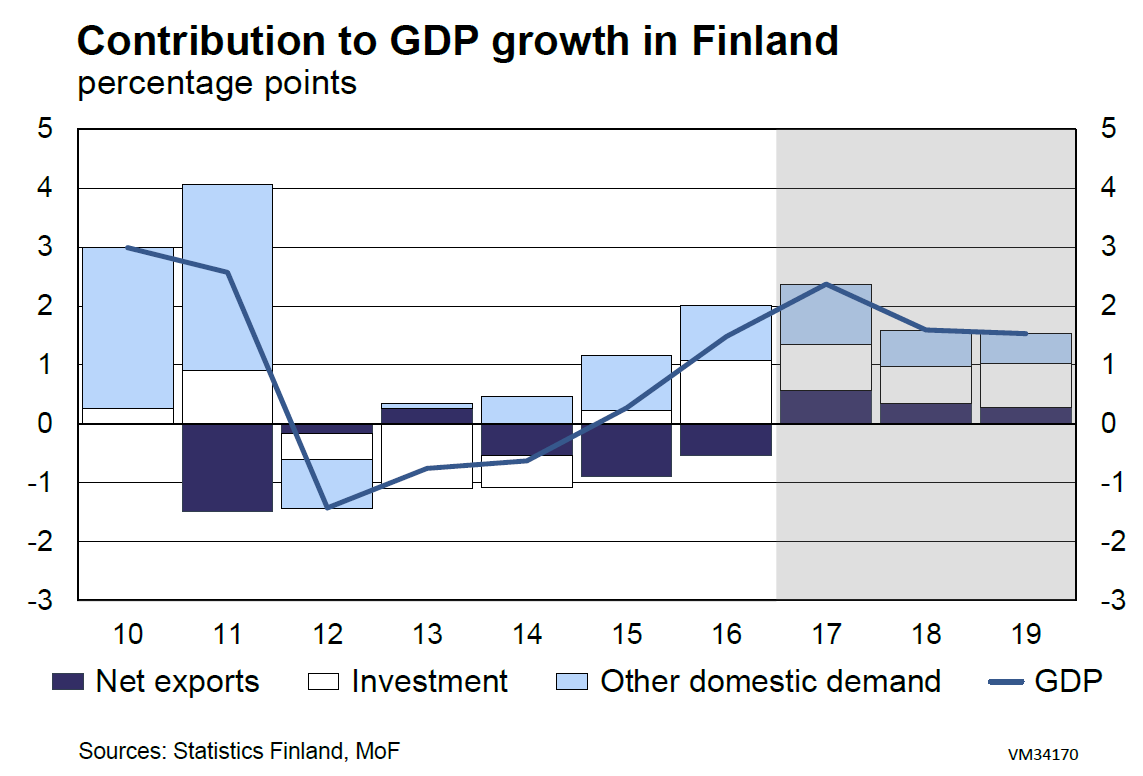 Contribution to GDP growth in Finland
percentage points
5 5
4 4
3 3
2 2
1 1
0 0
-1 -1
-2 -2
-3 -3
10 11 12 13 14 15 16 17 18 19
Net exports Investment Other domestic demand GDP
Sources: Statistics Finland, MoF VM34170